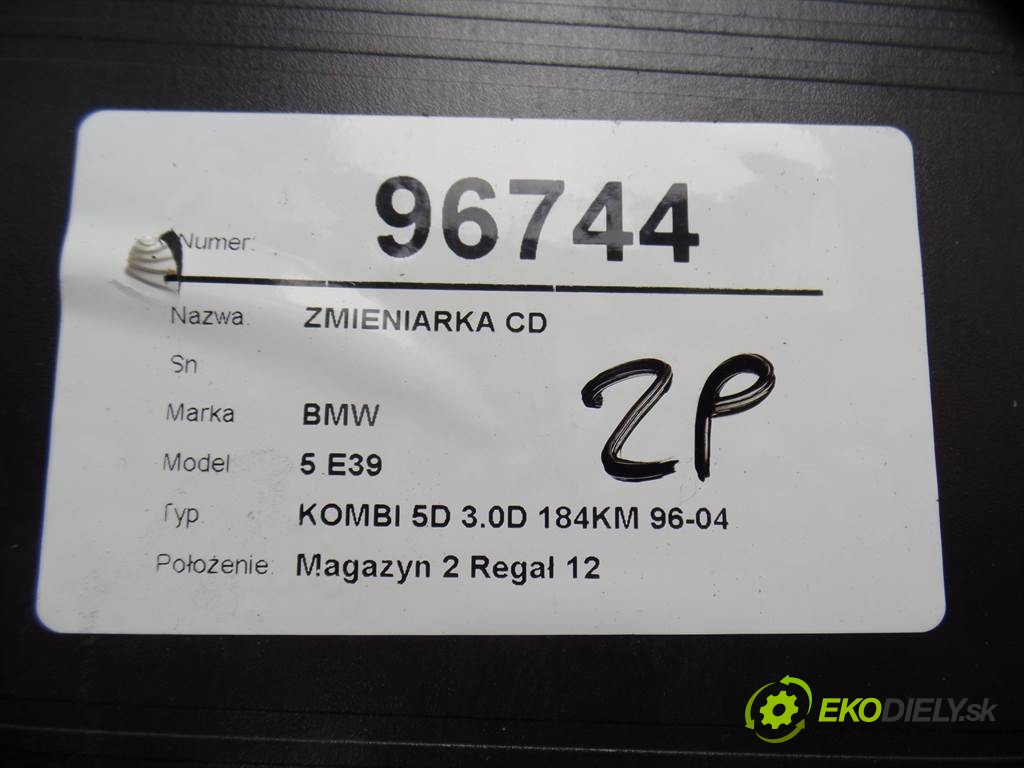 Numer: 96744
Nazwa. ZMIENIARKA CD
Sn
Marka BMW
Model 5 E39
Typ KOMBI 5D 3.0D 184KM 96-04
Położenie: Magazyn 2 Regał 12
ZP
EKODIELY.sk